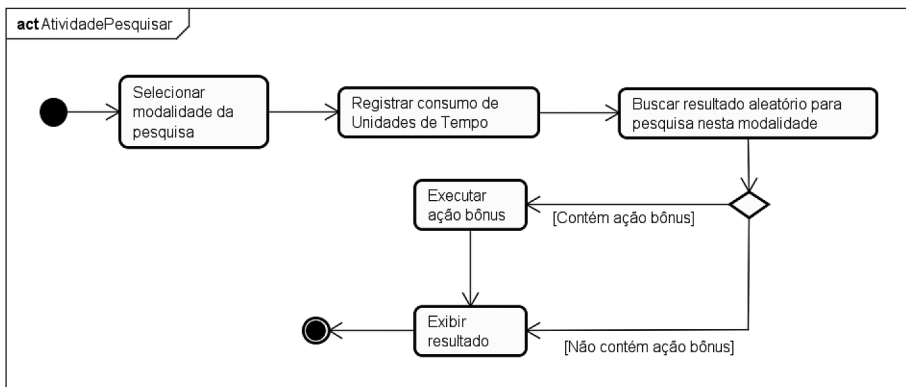 act AtividadePesquisar
Selecionar
modalidade da
pesquisa
Registrar consumo de
Unidades de Tempo
Buscar resultado aleatório para
pesquisa nesta modalidade
Executar
ação bônus
[Contém ação bônus]
Exibir
resultado
[Não contém ação bônus]